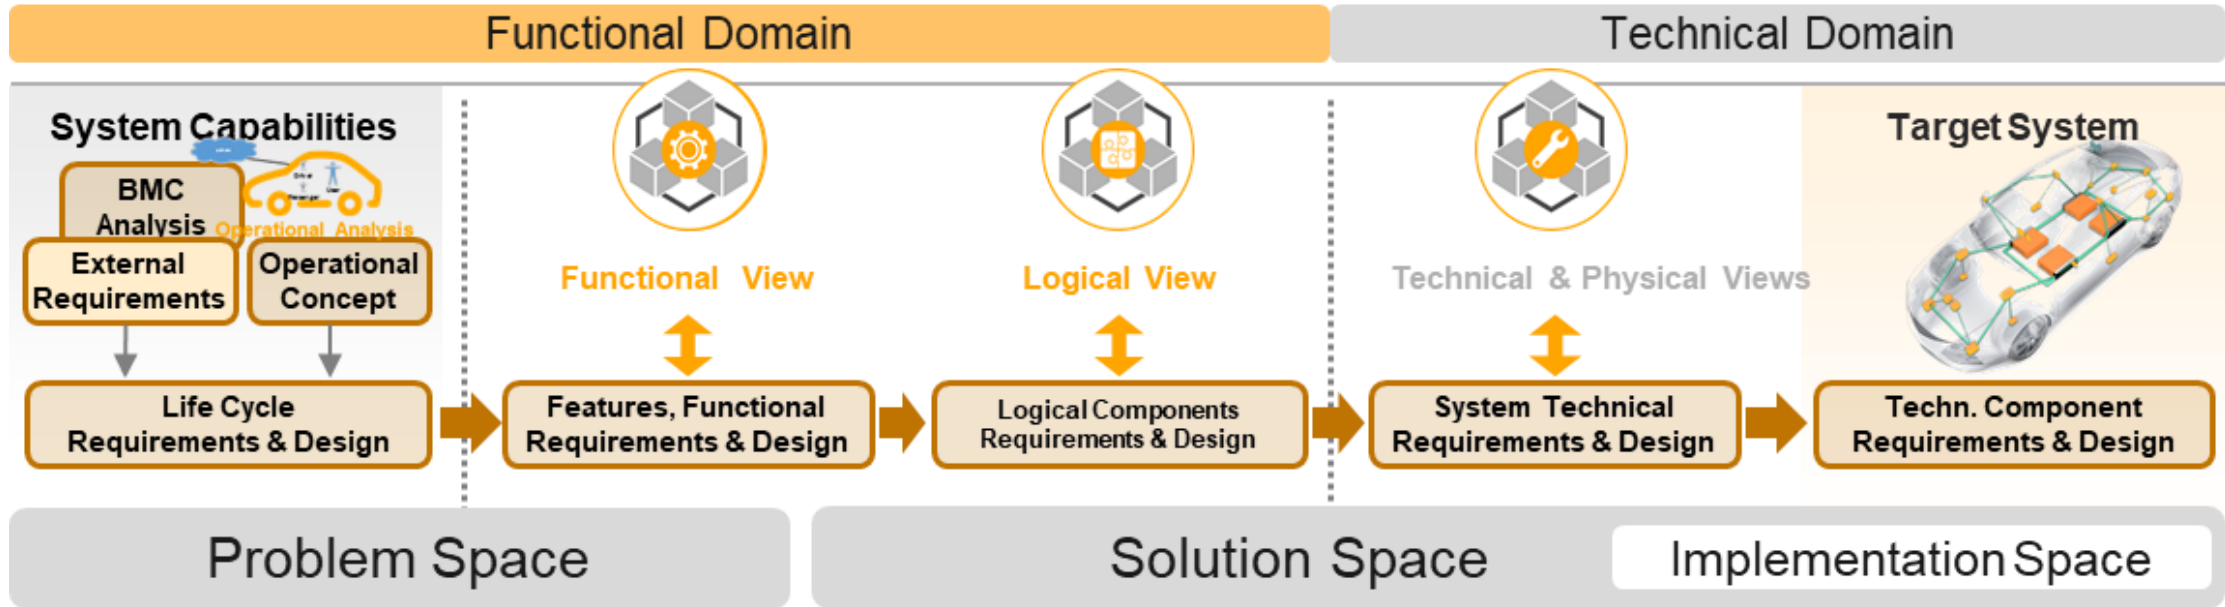 Functional Domain
Technical Domain
System Capabilities
BMC
Analysis
Operational Analysis
External
Requirements
Operational
Concept
Life Cycle
Requirements & Design
Functional View
Features, Functional
Requirements & Design
Logical View
Logical Components
Requirements & Design
Technical & Physical Views
System Technical
Requirements & Design
Target System
Techn. Component
Requirements & Design
Problem Space
Solution Space
Implementation Space